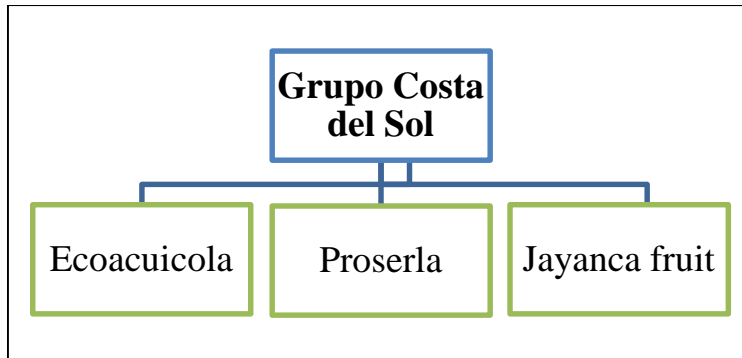 Grupo Costa
del Sol
Ecoacuicola
Proserla
Jayanca fruit